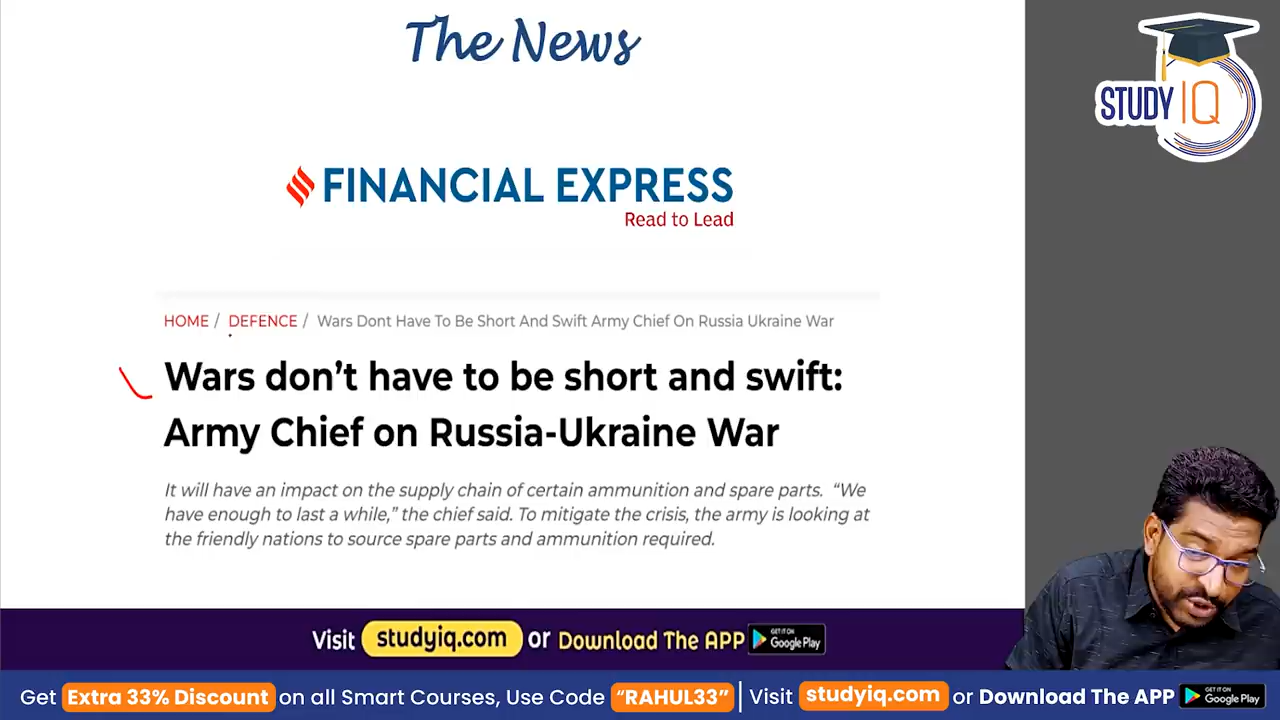 The News
STUDY IQ
FINANCIAL EXPRESS
Read to Lead
HOME / DEFENCE / Wars Dont Have To Be Short And Swift Army Chief On Russia Ukraine War
Wars don’t have to be short and swift:
Army Chief on Russia-Ukraine War
It will have an impact on the supply chain of certain ammunition and spare parts. “We
have enough to last a while,” the chief said. To mitigate the crisis, the army is looking at
the friendly nations to source spare parts and ammunition required.
Visit studyiq.com or Download The APP GET IT ON Google Play
Get Extra 33% Discount on all Smart Courses, Use Code “RAHUL33” | Visit studyiq.com or Download The APP GET IT ON Google Play